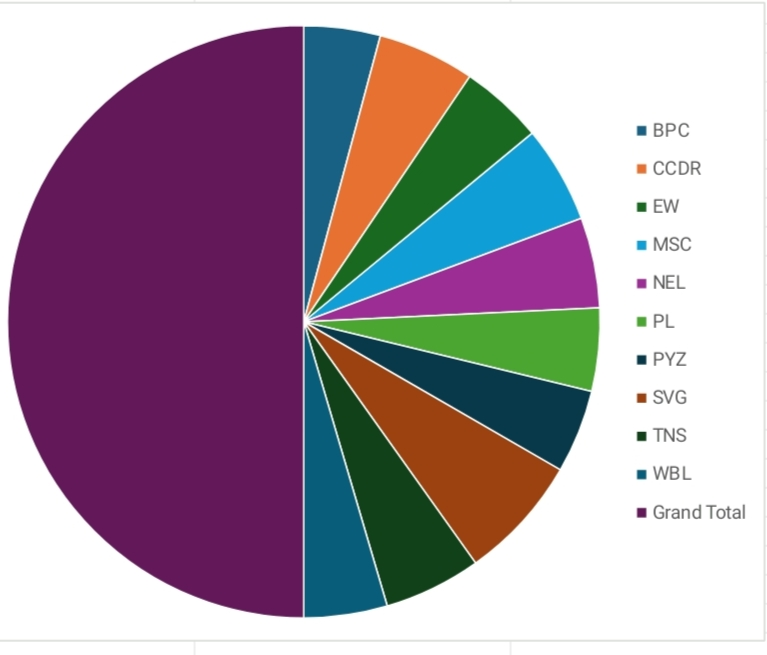 BPC
CCDR
EW
MSC
NEL
PL
PYZ
SVG
TNS
WBL
Grand Total